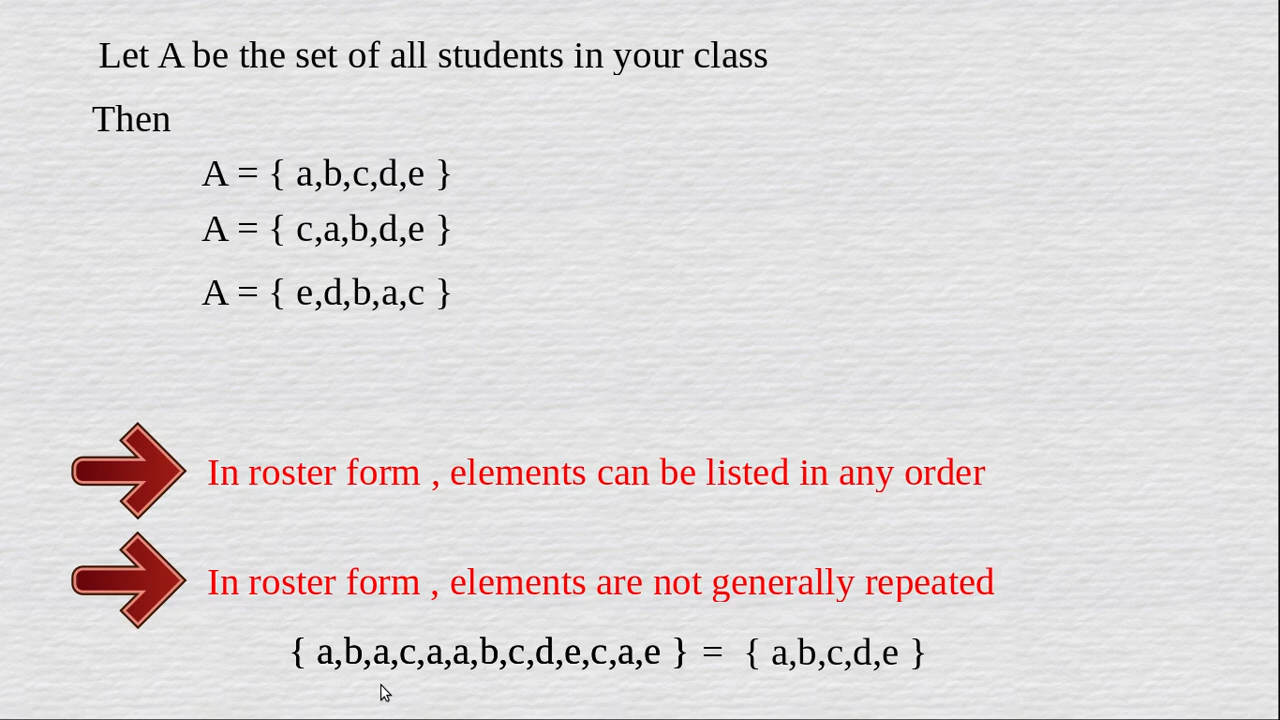 Let A be the set of all students in your class
Then
A = { a,b,c,d,e }
A = { c,a,b,d,e }
A = { e,d,b,a,c }
In roster form , elements can be listed in any order
In roster form , elements are not generally repeated
{ a,b,a,c,a,a,b,c,d,e,c,a,e } = { a,b,c,d,e }